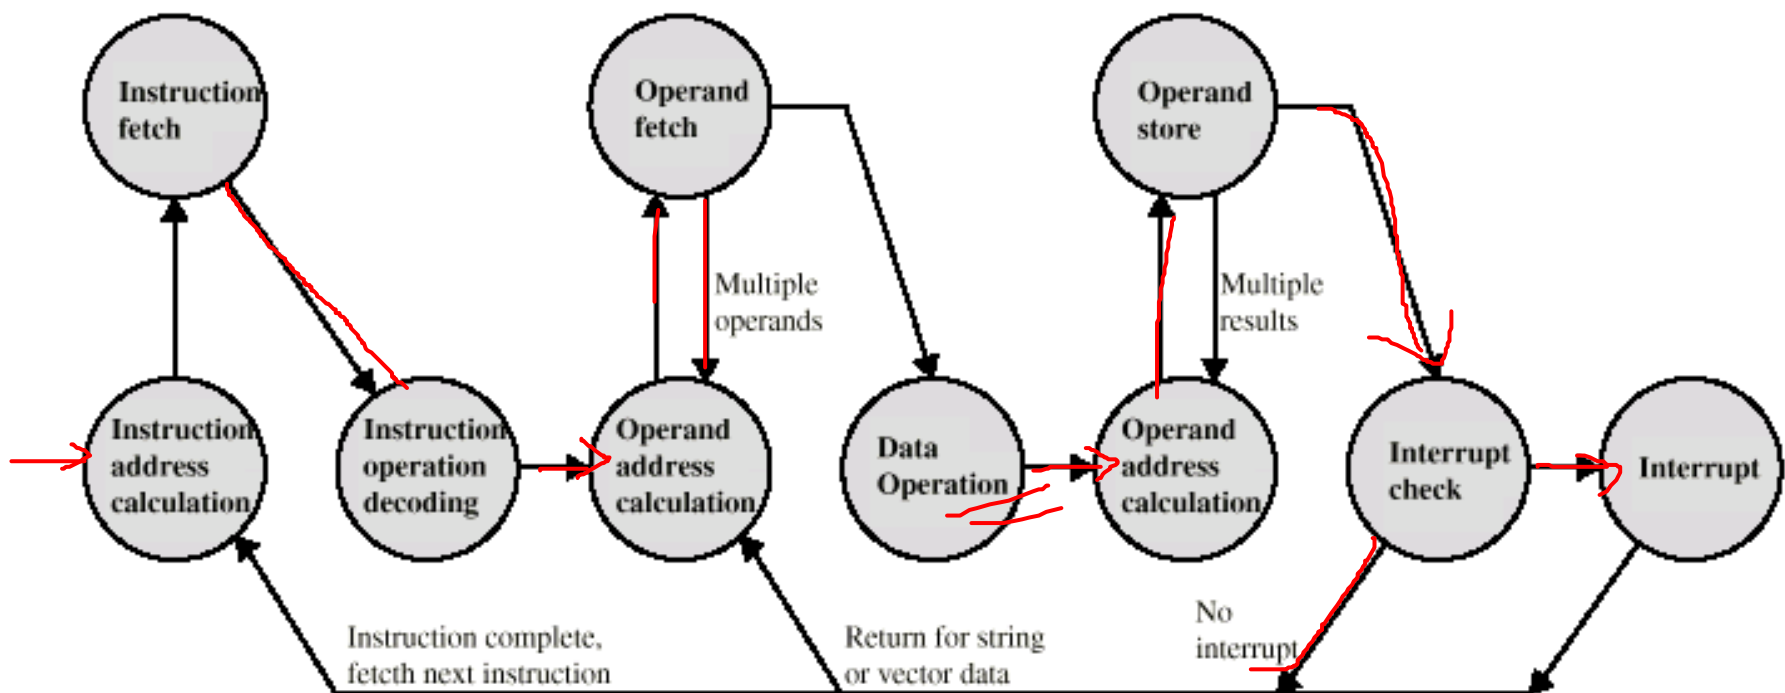 Instruction
fetch
Operand
fetch
Operand
store
Multiple
operands
Multiple
results
Instruction
address
calculation
Instruction
operation
decoding
Operand
address
calculation
Data
Operation
Operand
address
calculation
Interrupt
check
Interrupt
Instruction complete,
fetcth next instruction
Return for string
or vector data
No
interrupt